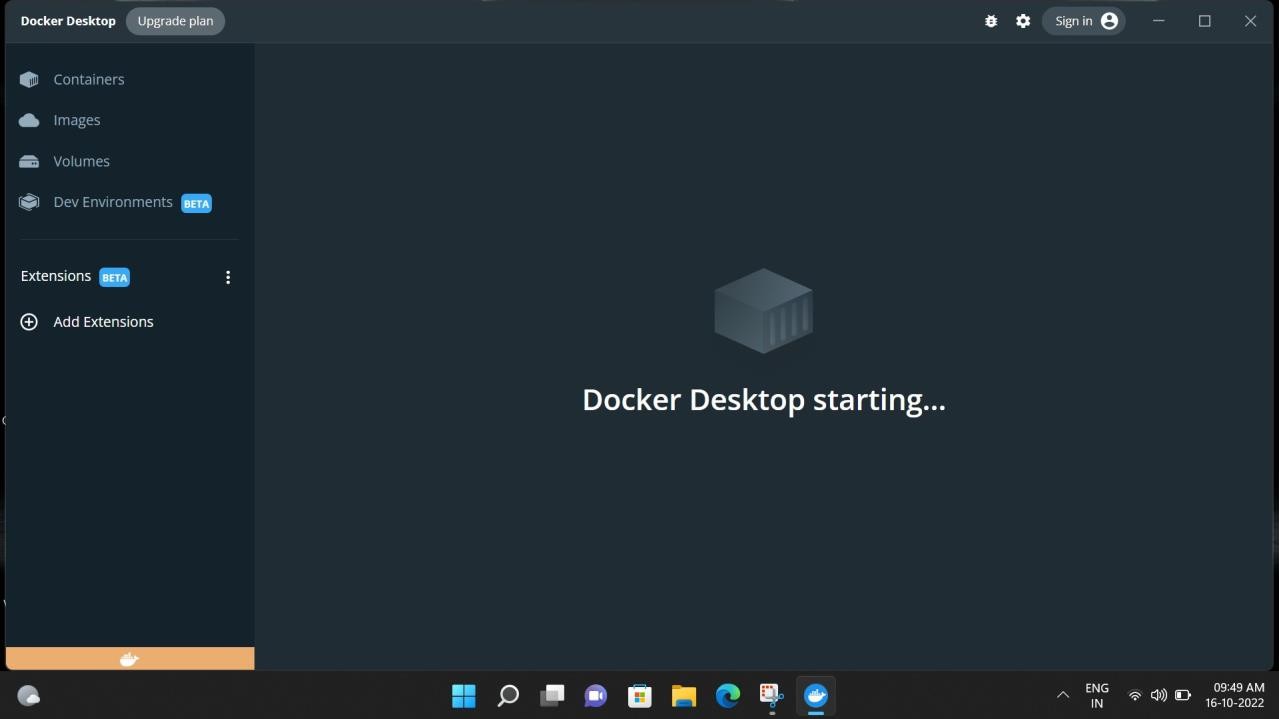 Docker Desktop
Upgrade plan
Sign in
Containers
Images
Volumes
Dev Environments BETA
Extensions BETA
Add Extensions
Docker Desktop starting...
ENG
IN
09:49 AM
16-10-2022